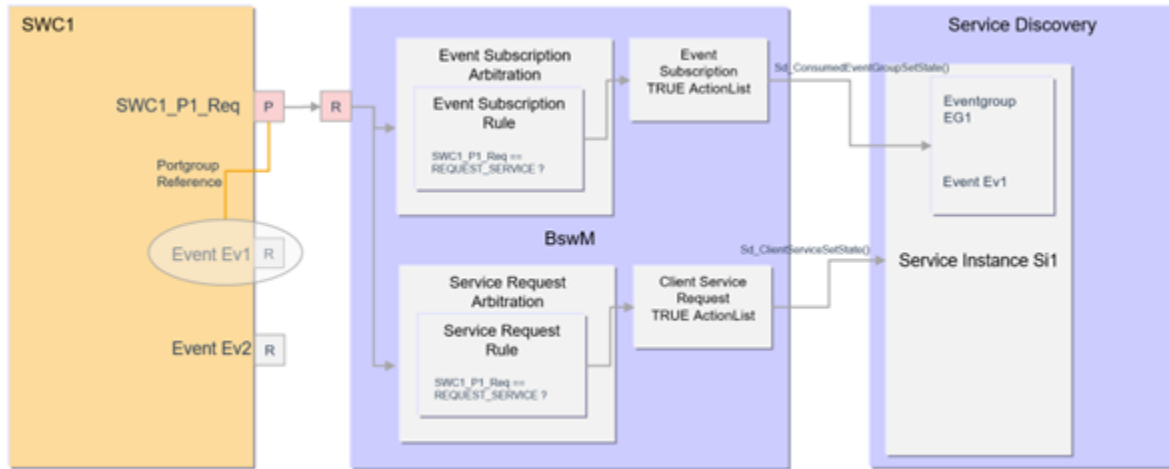 SWC1
SWC1_P1_Req
P
R
Portgroup
Reference
Event Ev1
R
Event Ev2
R
Event Subscription
Arbitration
Event Subscription
Rule
SWC1_P1_Req ==
REQUEST_SERVICE ?
Event
Subscription
TRUE ActionList
BswM
Service Request
Arbitration
Service Request
Rule
SWC1_P1_Req ==
REQUEST_SERVICE ?
Client Service
Request
TRUE ActionList
Sd_ConsumedEventGroupSetState()
Sd_ClientServiceSetState()
Service Discovery
Eventgroup
EG1
Event Ev1
Service Instance Si1